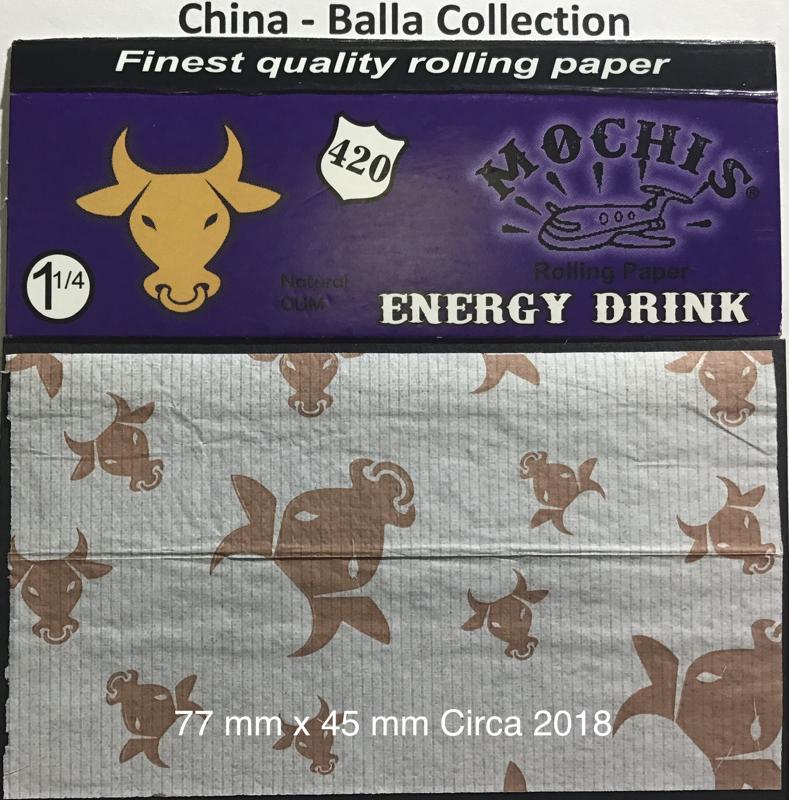 China - Balla Collection
Finest quality rolling paper
420
MOCHIS®
1 1/4
Natural
GUM
Rolling Paper
ENERGY DRINK
77 mm x 45 mm Circa 2018